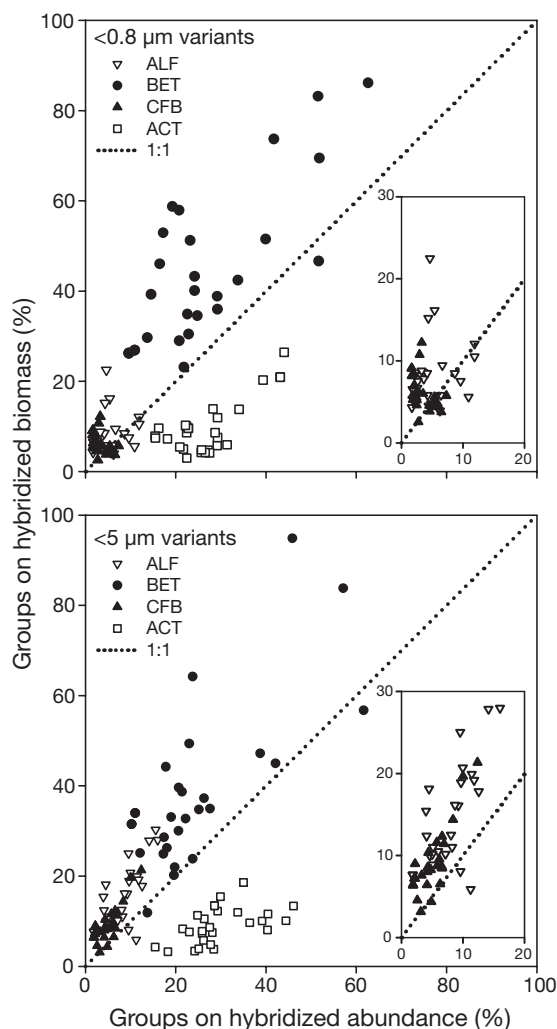 Groups on hybridized biomass (%)
100
80
60
40
20
0
<0.8 µm variants
ALF
BET
CFB
ACT
1:1
30
20
10
0
0 10 20
100
80
60
40
20
0
<5 µm variants
ALF
BET
CFB
ACT
1:1
30
20
10
0
0 10 20
0 20 40 60 80 100
Groups on hybridized abundance (%)